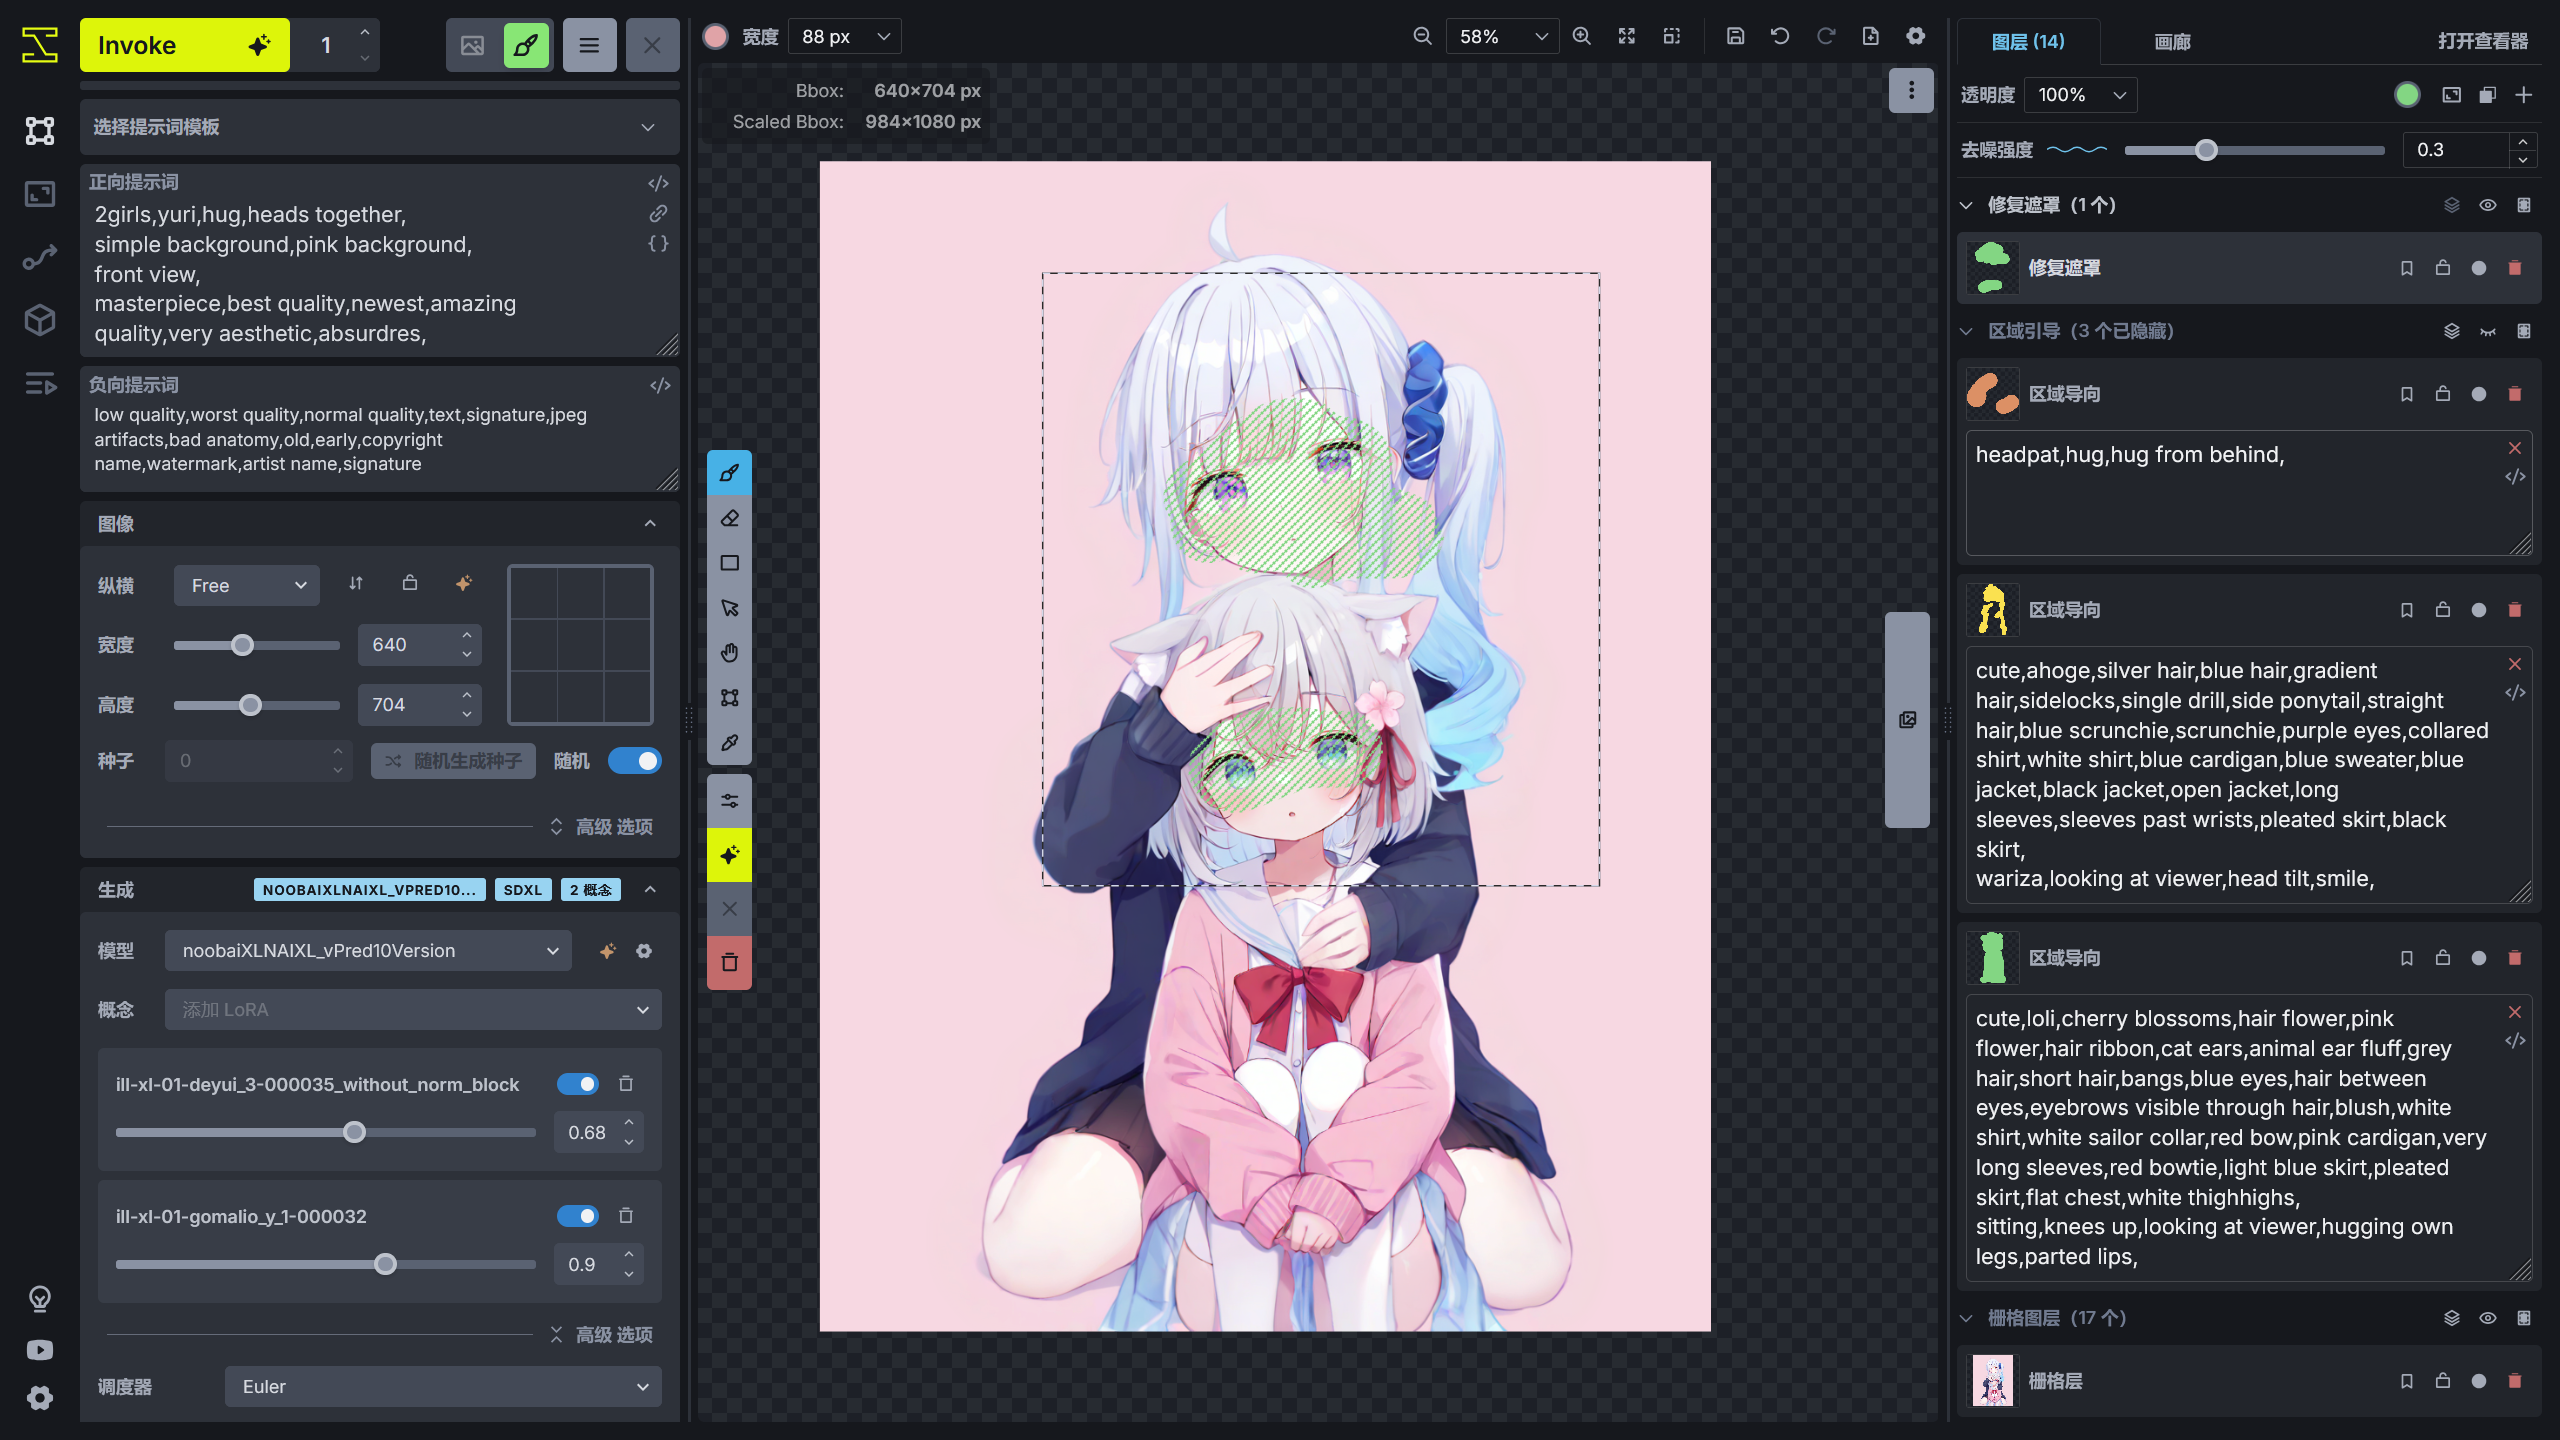 Invoke
1
选择提示词模板
正向提示词
2girls,yuri,hug,heads together,
simple background,pink background,
front view,
masterpiece,best quality,newest,amazing
quality,very aesthetic,absurdres,
负向提示词
low quality,worst quality,normal quality,text,signature,jpeg
artifacts,bad anatomy,old,early,copyright
name,watermark,artist name,signature
图像
纵横 Free
宽度 640
高度 704
种子 0 随机生成种子 随机
高级 选项
生成 NOOBAIXLNAIXL_VPRED10... SDXL 2 概念
模型 noobaiXLNAIXL_vPred10Version
概念 添加 LoRA
ill-xl-01-deyui_3-000035_without_norm_block
0.68
ill-xl-01-gomalio_y_1-000032
0.9
高级 选项
调度器 Euler
宽度 88 px
58%
Bbox: 640×704 px
Scaled Bbox: 984×1080 px
图层 (14) 画廊 打开查看器
透明度 100%
去噪强度 0.3
修复遮罩 (1 个)
修复遮罩
区域引导 (3 个已隐藏)
区域导向
headpat,hug,hug from behind,
区域导向
cute,ahoge,silver hair,blue hair,gradient
hair,sidelocks,single drill,side ponytail,straight
hair,blue scrunchie,scrunchie,purple eyes,collared
shirt,white shirt,blue cardigan,blue sweater,blue
jacket,black jacket,open jacket,long
sleeves,sleeves past wrists,pleated skirt,black
skirt,
wariza,looking at viewer,head tilt,smile,
区域导向
cute,loli,cherry blossoms,hair flower,pink
flower,hair ribbon,cat ears,animal ear fluff,grey
hair,short hair,bangs,blue eyes,hair between
eyes,eyebrows visible through hair,blush,white
shirt,white sailor collar,red bow,pink cardigan,very
long sleeves,red bowtie,light blue skirt,pleated
skirt,flat chest,white thighhighs,
sitting,knees up,looking at viewer,hugging own
legs,parted lips,
栅格图层 (17 个)
栅格层